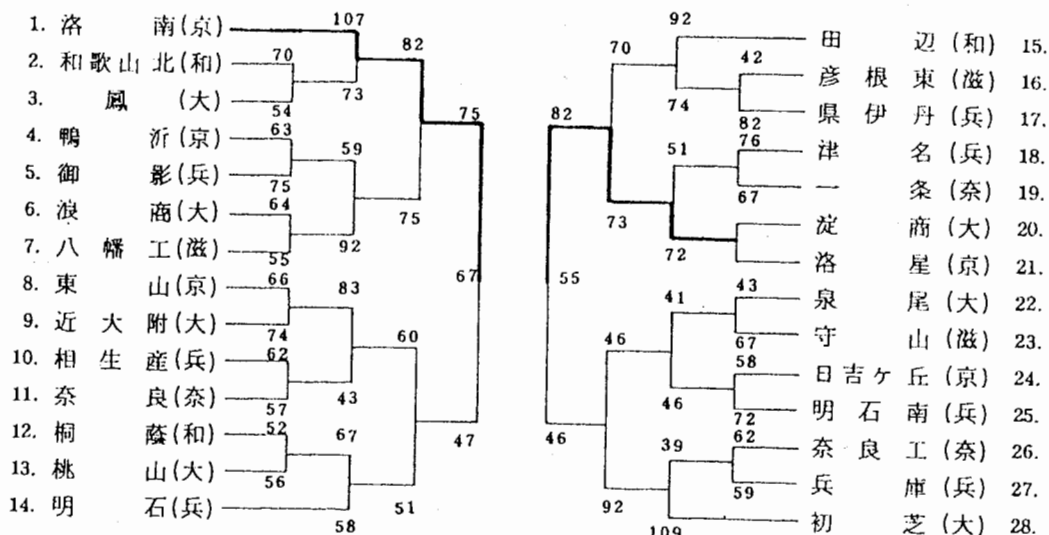 1. 洛南(京)
107
82
70
2. 和歌山北(和)
73
3. 鳳(大)
54
75
4. 鴨沂(京)
63
59
5. 御影(兵)
75
6. 浪商(大)
64
75
7. 八幡工(滋)
55
92
67
8. 東山(京)
66
83
9. 近大附(大)
74
60
10. 相生産(兵)
62
11. 奈良(奈)
57
43
12. 桐蔭(和)
52
67
47
13. 桃山(大)
56
51
14. 明石(兵)
58
92
70
田辺(和) 15.
42
彦根東(滋) 16.
74
82
県伊丹(兵) 17.
82
76
51
津名(兵) 18.
67
一条(奈) 19.
73
淀商(大) 20.
72
洛星(京) 21.
55
43
41
泉尾(大) 22.
46
67
守山(滋) 23.
58
日吉ケ丘(京) 24.
46
72
明石南(兵) 25.
46
39
62
奈良工(奈) 26.
59
兵庫(兵) 27.
92
109
初芝(大) 28.